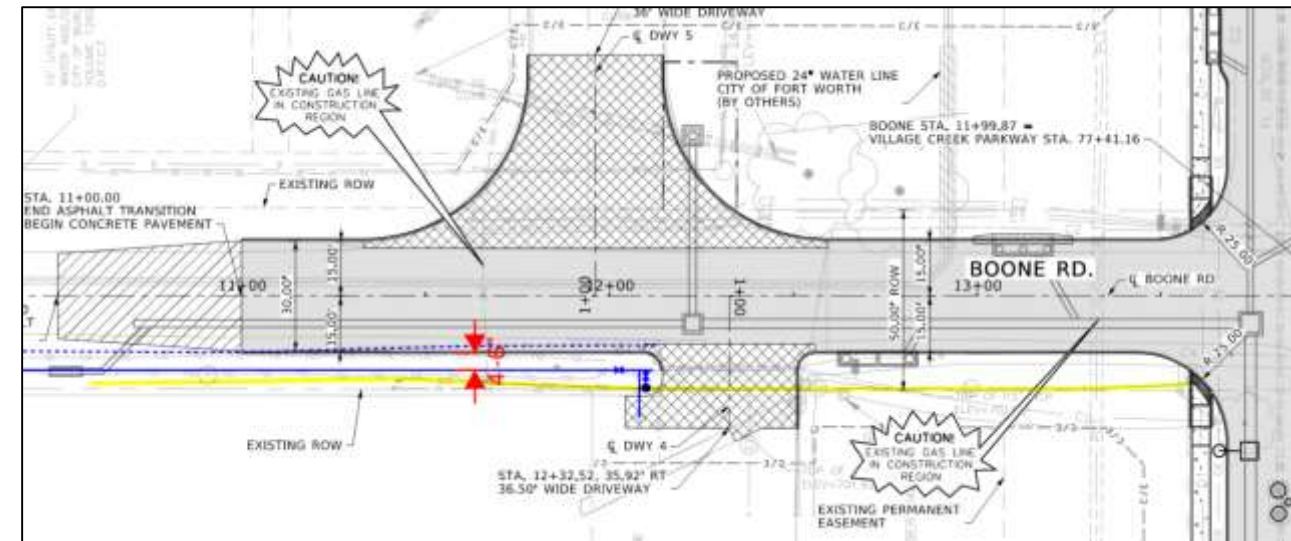 36' WIDE DRIVEWAY
℄ DWY 5
CAUTION!
EXISTING GAS LINE
IN CONSTRUCTION
REGION
PROPOSED 24" WATER LINE
CITY OF FORT WORTH
(BY OTHERS)
BOONE STA. 11+99.87 =
VILLAGE CREEK PARKWAY STA. 77+41.16
EXISTING ROW
STA. 11+00.00
END ASPHALT TRANSITION
BEGIN CONCRETE PAVEMENT
R 25.00
11+00
12+00
13+00
1+00
1+00
30.00'
15.00'
15.00'
50.00' ROW
15.00'
15.00'
BOONE RD.
℄ BOONE RD
R 25.00
EXISTING ROW
℄ DWY 4
STA. 12+32.52, 35.92' RT
36.50' WIDE DRIVEWAY
CAUTION!
EXISTING GAS LINE
IN CONSTRUCTION
REGION
EXISTING PERMANENT
EASEMENT